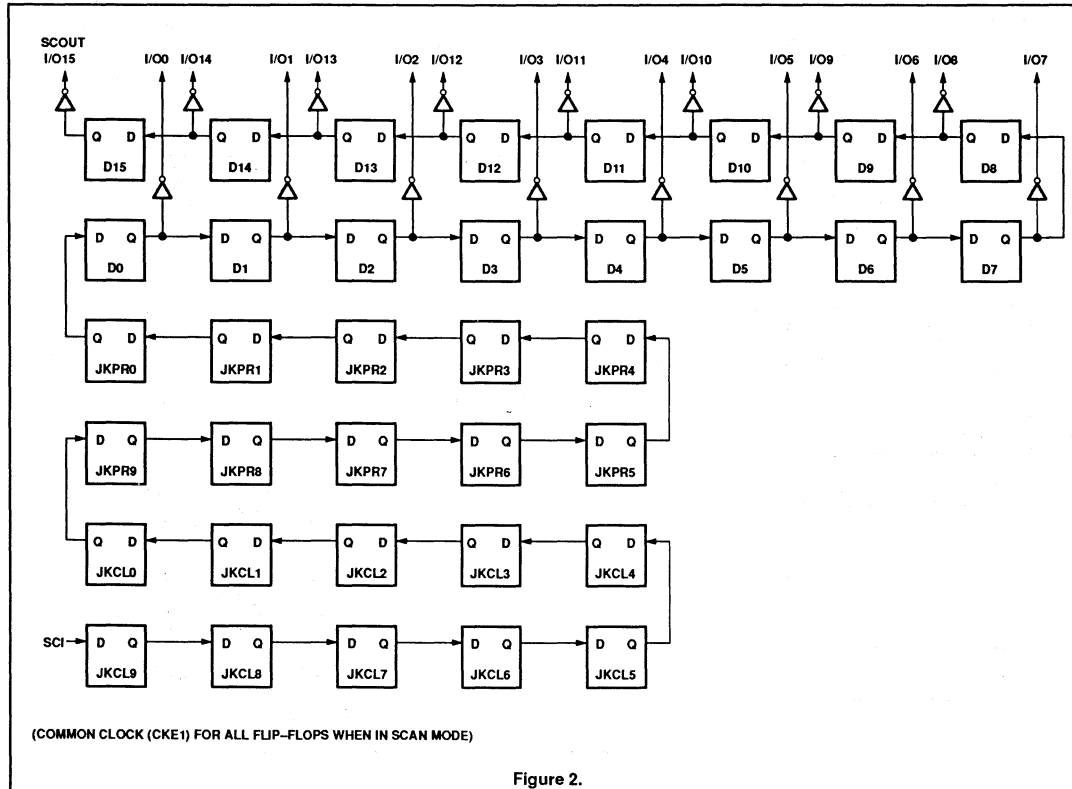 SCOUT
I/O15 I/O0 I/O14 I/O1 I/O13 I/O2 I/O12 I/O3 I/O11 I/O4 I/O10 I/O5 I/O9 I/O6 I/O8 I/O7
Q D Q D Q D Q D Q D Q D Q D Q D
D15 D14 D13 D12 D11 D10 D9 D8
D Q D Q D Q D Q D Q D Q D Q D Q
D0 D1 D2 D3 D4 D5 D6 D7
Q D Q D Q D Q D Q D
JKPR0 JKPR1 JKPR2 JKPR3 JKPR4
D Q D Q D Q D Q D Q
JKPR9 JKPR8 JKPR7 JKPR6 JKPR5
Q D Q D Q D Q D Q D
JKCL0 JKCL1 JKCL2 JKCL3 JKCL4
SCI D Q D Q D Q D Q D Q
JKCL9 JKCL8 JKCL7 JKCL6 JKCL5
(COMMON CLOCK (CKE1) FOR ALL FLIP–FLOPS WHEN IN SCAN MODE)
Figure 2.